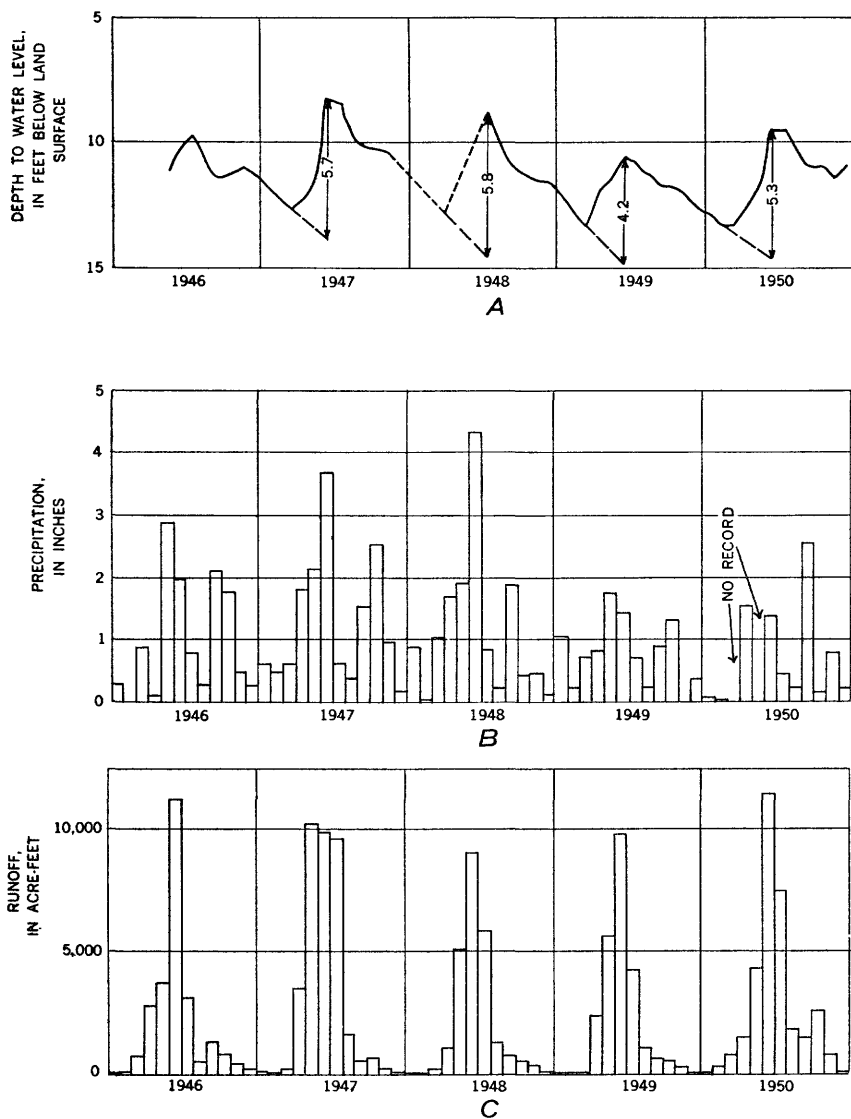 DEPTH TO WATER LEVEL,
IN FEET BELOW LAND
SURFACE
5
10
15
5.7
5.8
4.2
5.3
1946 1947 1948 1949 1950
A
PRECIPITATION,
IN INCHES
5
4
3
2
1
0
NO RECORD
1946 1947 1948 1949 1950
B
RUNOFF,
IN ACRE-FEET
10,000
5,000
0
1946 1947 1948 1949 1950
C